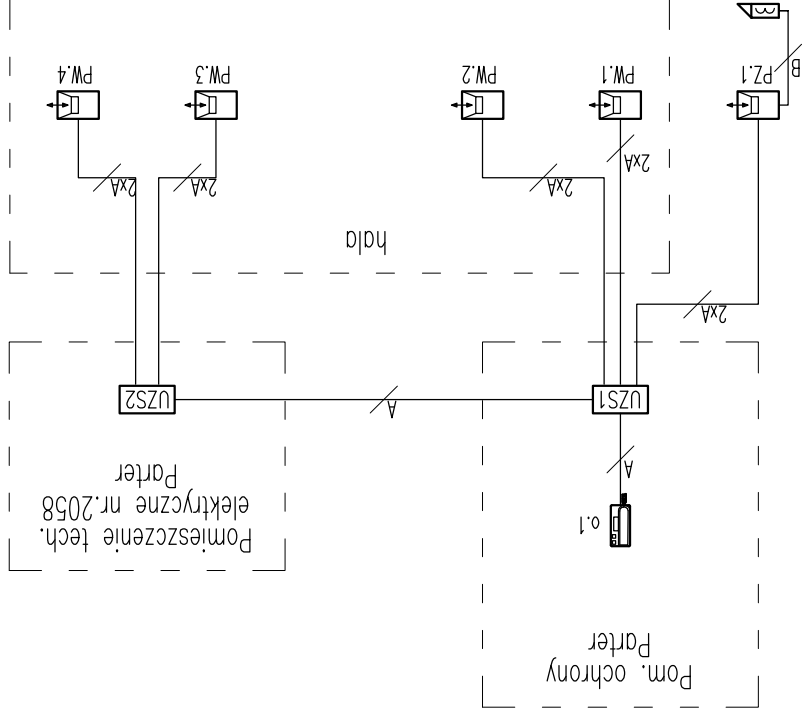 Pom. ochrony
Parter
o.1
A
UZS1
A
2xA
Pomieszczenie tech.
elektryczne nr.2058
Parter
UZS2
hala
2xA
2xA
2xA
2xA
PZ.1
B
PW.1
PW.2
PW.3
PW.4